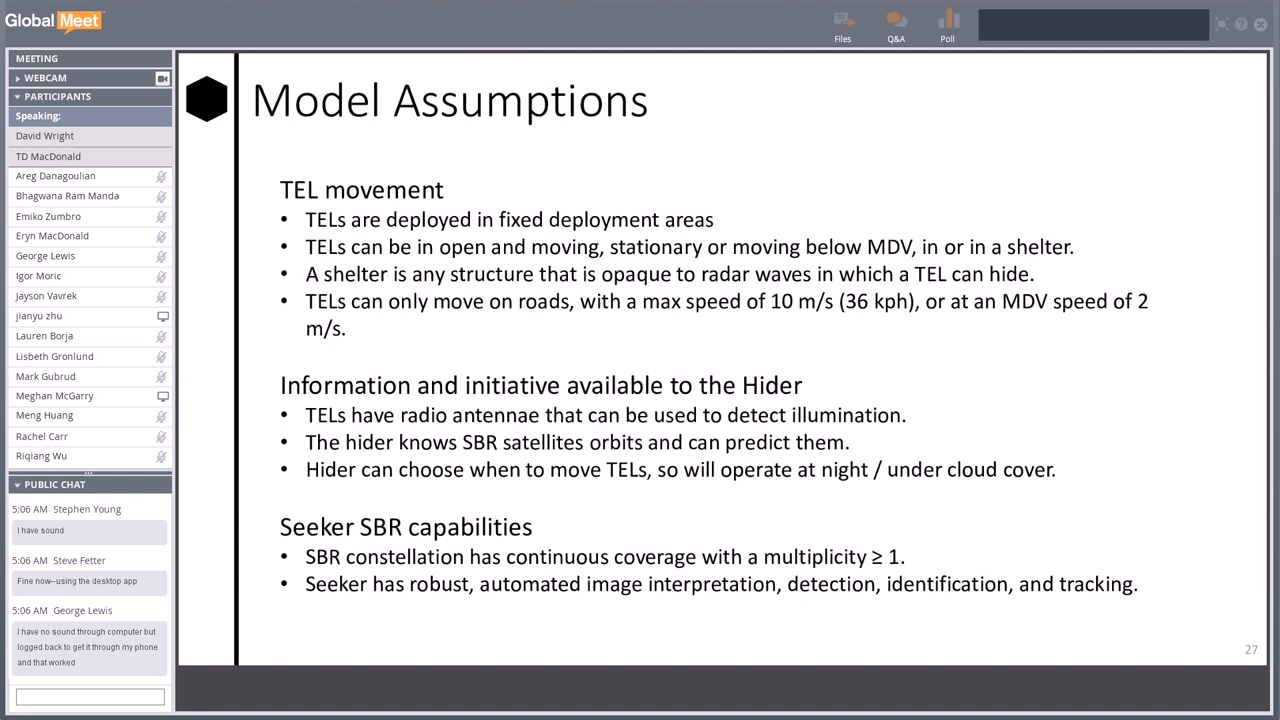 Global Meet
Files
Q&A
Poll
MEETING
WEBCAM
PARTICIPANTS
Speaking:
David Wright
TD MacDonald
Areg Danagoulian
Bhagwana Ram Manda
Emiko Zumbro
Eryn MacDonald
George Lewis
Igor Moric
Jayson Vavrek
jianyu zhu
Lauren Borja
Lisbeth Gronlund
Mark Gubrud
Meghan McGarry
Meng Huang
Rachel Carr
Riqiang Wu
PUBLIC CHAT
5:06 AM Stephen Young
I have sound
5:06 AM Steve Fetter
Fine now--using the desktop app
5:06 AM George Lewis
I have no sound through computer but
logged back to get it through my phone
and that worked
Model Assumptions
TEL movement
• TELs are deployed in fixed deployment areas
• TELs can be in open and moving, stationary or moving below MDV, in or in a shelter.
• A shelter is any structure that is opaque to radar waves in which a TEL can hide.
• TELs can only move on roads, with a max speed of 10 m/s (36 kph), or at an MDV speed of 2
m/s.
Information and initiative available to the Hider
• TELs have radio antennae that can be used to detect illumination.
• The hider knows SBR satellites orbits and can predict them.
• Hider can choose when to move TELs, so will operate at night / under cloud cover.
Seeker SBR capabilities
• SBR constellation has continuous coverage with a multiplicity ≥ 1.
• Seeker has robust, automated image interpretation, detection, identification, and tracking.
27